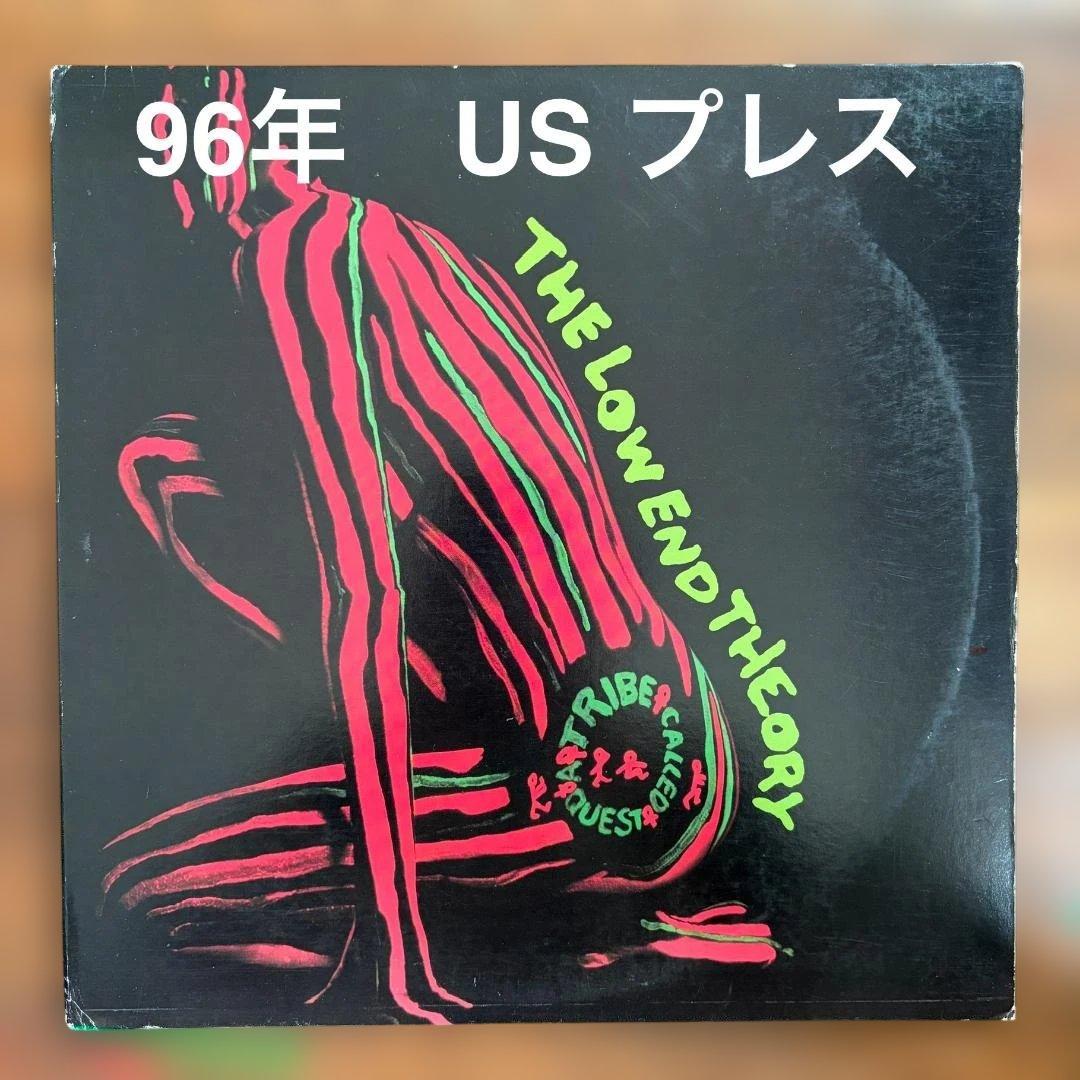 96年 US プレス
THE LOW END THEORY
A TRIBE CALLED QUEST